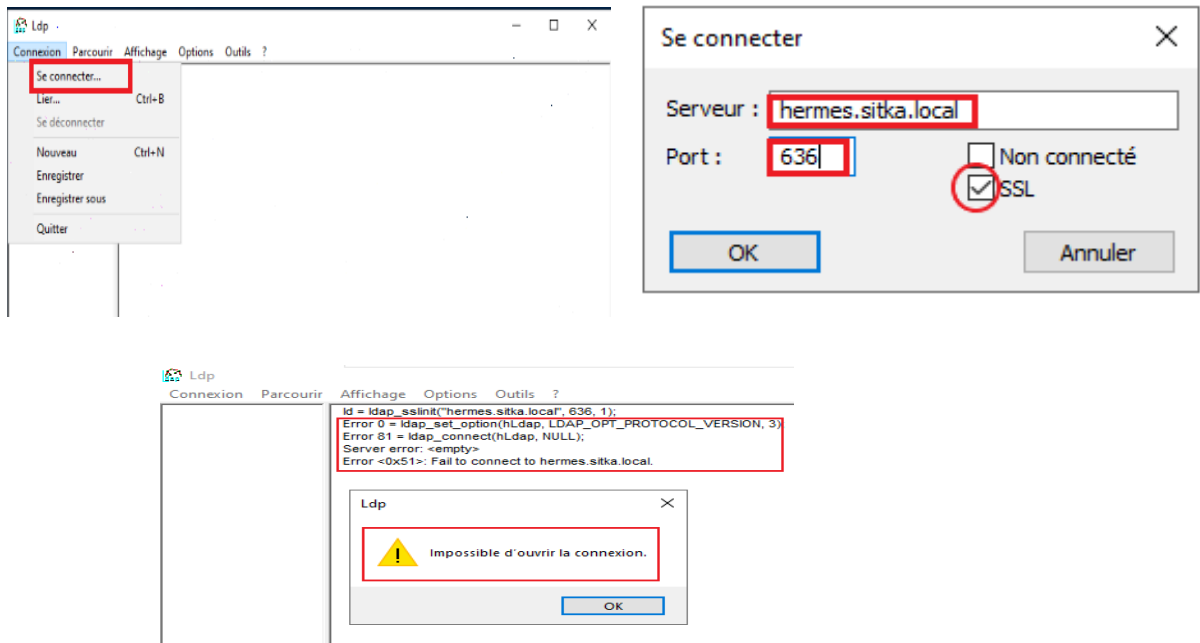 Ldp
Connexion Parcourir Affichage Options Outils ?
Se connecter...
Lier... Ctrl+B
Se déconnecter
Nouveau Ctrl+N
Enregistrer
Enregistrer sous
Quitter
Se connecter
Serveur : hermes.sitka.local
Port : 636
Non connecté
SSL
OK Annuler
Ldp
Connexion Parcourir Affichage Options Outils ?
ld = ldap_sslinit("hermes.sitka.local", 636, 1);
Error 0 = ldap_set_option(hLdap, LDAP_OPT_PROTOCOL_VERSION, 3)
Error 81 = ldap_connect(hLdap, NULL);
Server error: <empty>
Error <0x51>: Fail to connect to hermes.sitka.local.
Ldp
Impossible d'ouvrir la connexion.
OK